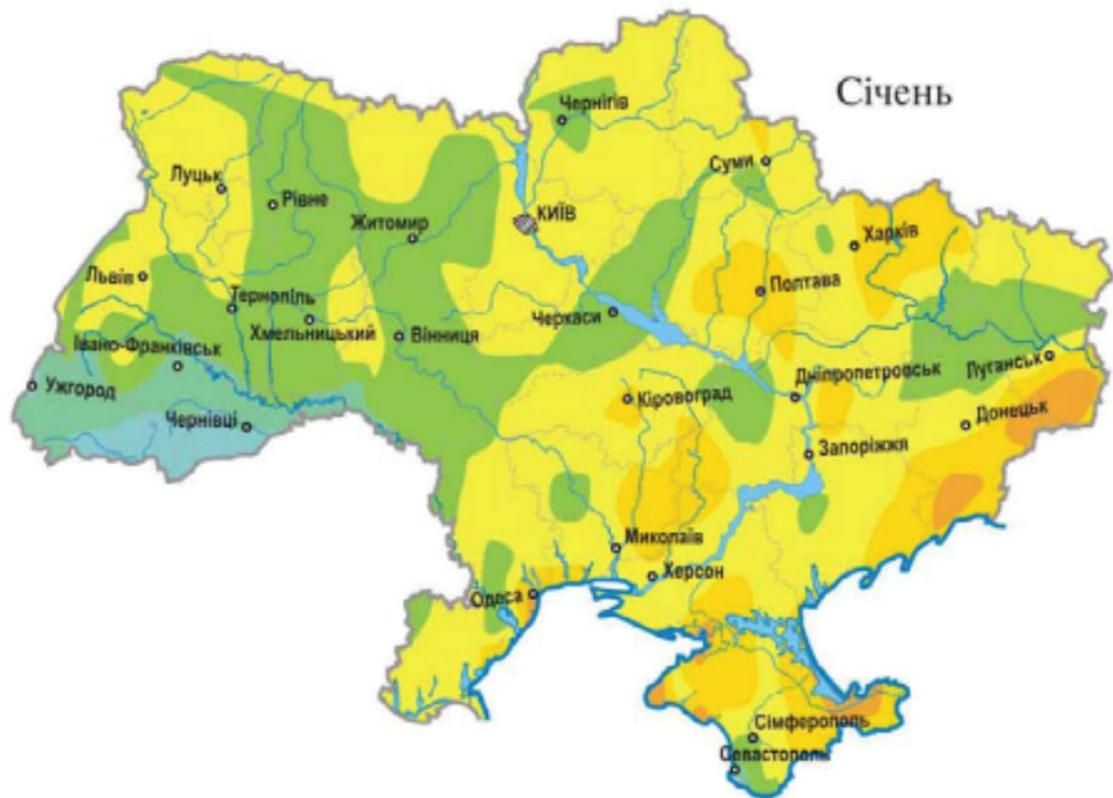 Січень
Чернігів
Суми
Луцьк
Рівне
Житомир
КИЇВ
Харків
Львів
Тернопіль
Хмельницький
Вінниця
Черкаси
Полтава
Івано-Франківськ
Ужгород
Чернівці
Кіровоград
Дніпропетровськ
Луганськ
Донецьк
Запоріжжя
Миколаїв
Херсон
Одеса
Сімферополь
Севастополь